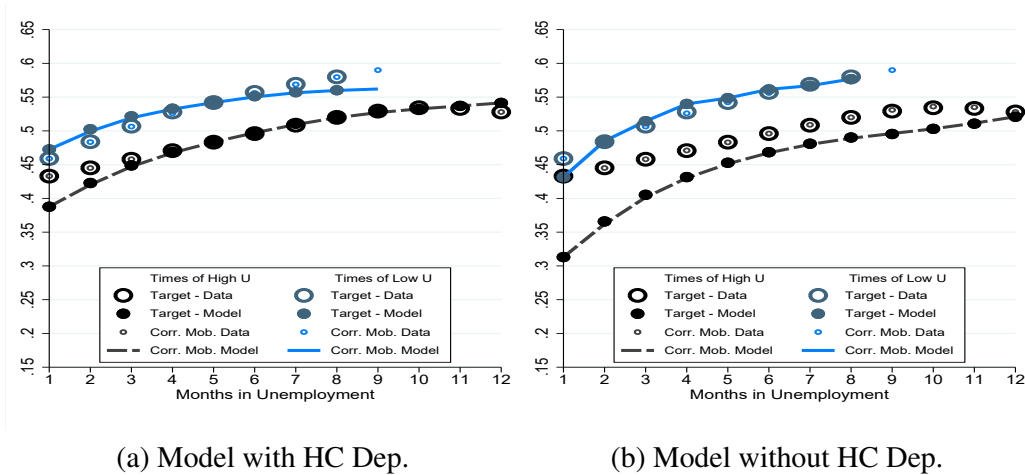 .65
.6
.55
.5
.45
.4
.35
.3
.25
.2
.15
1 2 3 4 5 6 7 8 9 10 11 12
Months in Unemployment
Times of High U Times of Low U
Target - Data Target - Data
Target - Model Target - Model
Corr. Mob. Data Corr. Mob. Data
Corr. Mob. Model Corr. Mob. Model
(a) Model with HC Dep.
.65
.6
.55
.5
.45
.4
.35
.3
.25
.2
.15
1 2 3 4 5 6 7 8 9 10 11 12
Months in Unemployment
Times of High U Times of Low U
Target - Data Target - Data
Target - Model Target - Model
Corr. Mob. Data Corr. Mob. Data
Corr. Mob. Model Corr. Mob. Model
(b) Model without HC Dep.